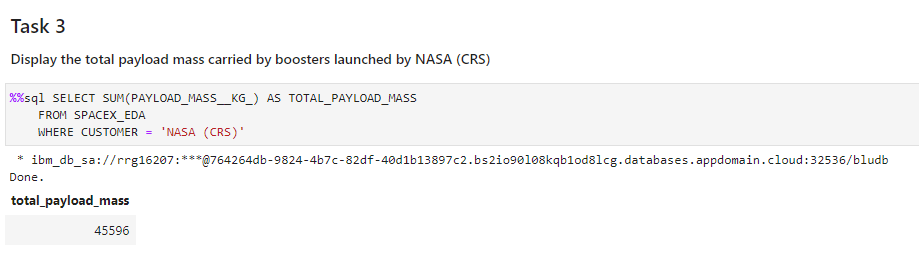 Task 3
Display the total payload mass carried by boosters launched by NASA (CRS)
%%sql SELECT SUM(PAYLOAD_MASS__KG_) AS TOTAL_PAYLOAD_MASS
FROM SPACEX_EDA
WHERE CUSTOMER = 'NASA (CRS)'
* ibm_db_sa://rrg16207:***@764264db-9824-4b7c-82df-40d1b13897c2.bs2io90l08kqb1od8lcg.databases.appdomain.cloud:32536/bludb
Done.
total_payload_mass
45596